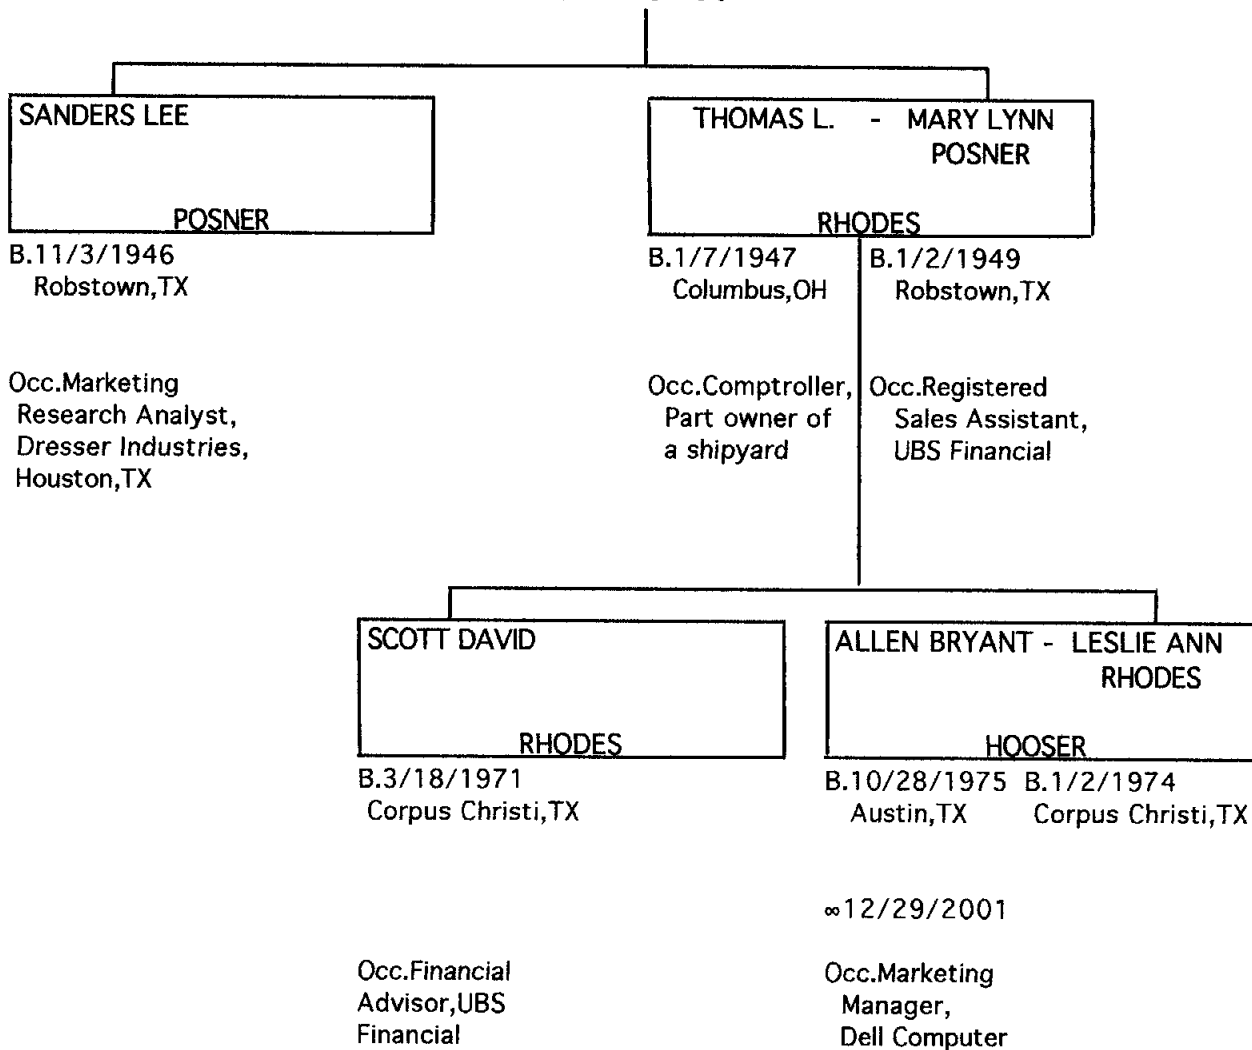 SANDERS LEE
POSNER
B.11/3/1946
Robstown,TX
Occ.Marketing
Research Analyst,
Dresser Industries,
Houston,TX
THOMAS L. - MARY LYNN
POSNER
RHODES
B.1/7/1947 B.1/2/1949
Columbus,OH Robstown,TX
Occ.Comptroller, Occ.Registered
Part owner of Sales Assistant,
a shipyard UBS Financial
SCOTT DAVID
RHODES
B.3/18/1971
Corpus Christi,TX
Occ.Financial
Advisor,UBS
Financial
ALLEN BRYANT - LESLIE ANN
RHODES
HOOSER
B.10/28/1975 B.1/2/1974
Austin,TX Corpus Christi,TX
∞12/29/2001
Occ.Marketing
Manager,
Dell Computer